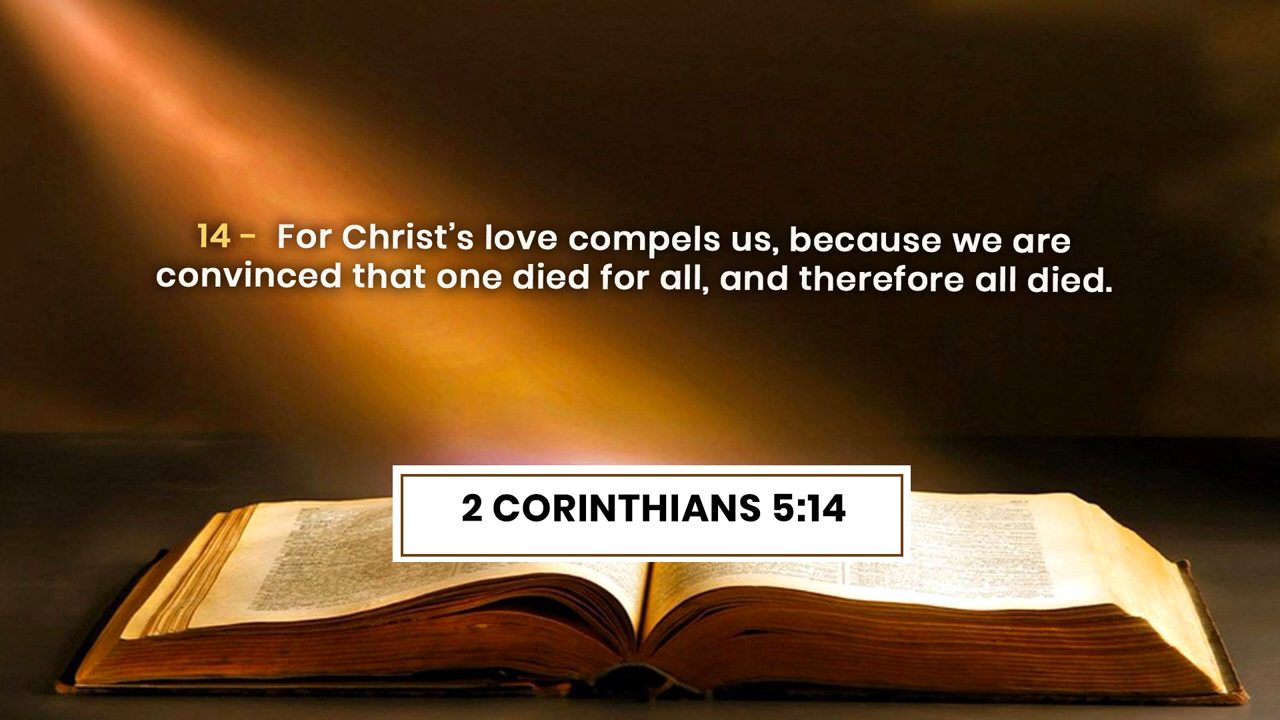 14 – For Christ’s love compels us, because we are
convinced that one died for all, and therefore all died.
2 CORINTHIANS 5:14